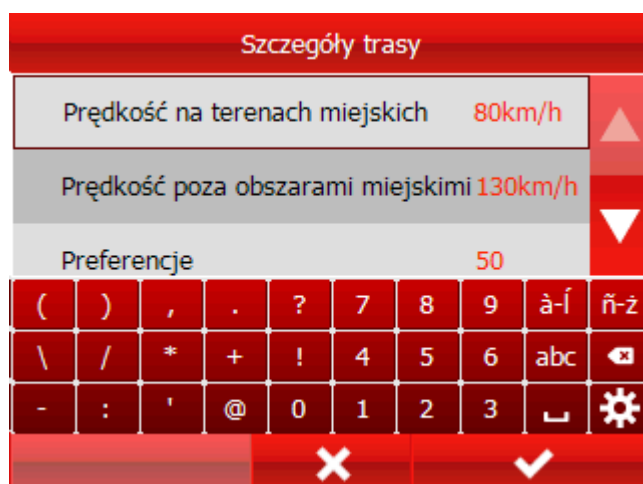 Szczegóły trasy
Prędkość na terenach miejskich 80km/h
Prędkość poza obszarami miejskimi 130km/h
Preferencje 50
( ) , . ? 7 8 9 à-Í ñ-ż
\ / * + ! 4 5 6 abc
- : ' @ 0 1 2 3